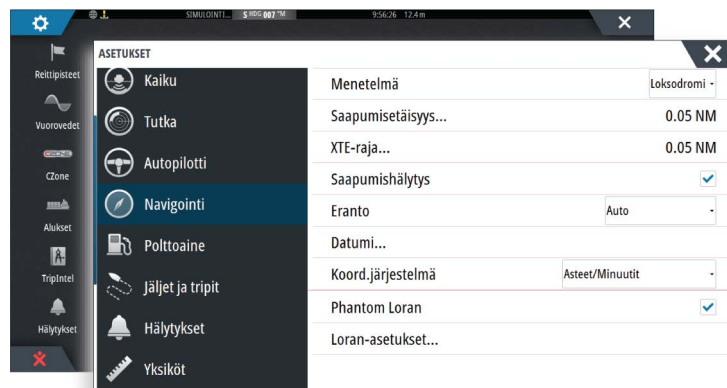 SIMULOINTI... S HDG 007 °M 9:56:26 12.4 m
Reittipisteet
Vuorovedet
CZONE
CZone
Alukset
TripIntel
Hälytykset
ASETUKSET
Kaiku
Tutka
Autopilotti
Navigointi
Polttoaine
Jäljet ja tripit
Hälytykset
Yksiköt
Menetelmä Loksodromi
Saapumisetäisyys... 0.05 NM
XTE-raja... 0.05 NM
Saapumishälytys
Eranto Auto
Datumi...
Koord.järjestelmä Asteet/Minuutit
Phantom Loran
Loran-asetukset...